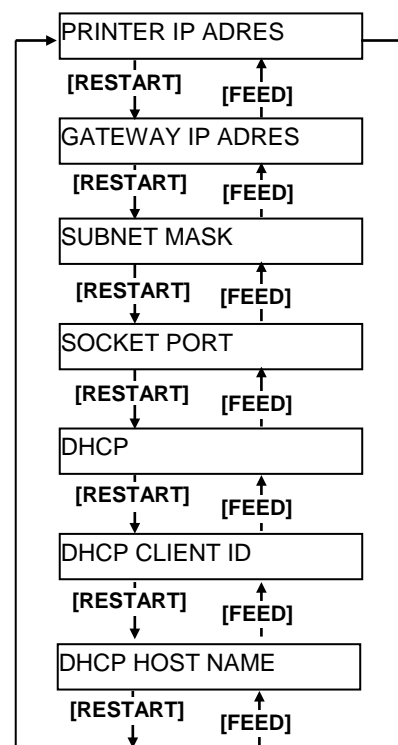 PRINTER IP ADRES
[RESTART] [FEED]
GATEWAY IP ADRES
[RESTART] [FEED]
SUBNET MASK
[RESTART] [FEED]
SOCKET PORT
[RESTART] [FEED]
DHCP
[RESTART] [FEED]
DHCP CLIENT ID
[RESTART] [FEED]
DHCP HOST NAME
[RESTART] [FEED]